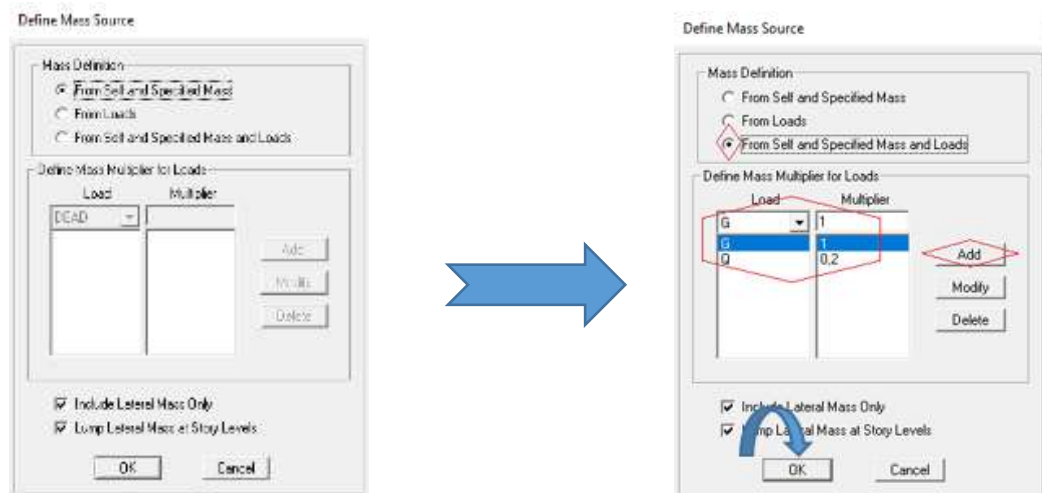 Define Mass Source
Mass Definition
From Self and Specified Mass
From Loads
From Self and Specified Mass and Loads
Define Mass Multiplier for Loads
Load Multiplier
DEAD
Add
Modify
Delete
Include Lateral Mass Only
Lump Lateral Mass at Story Levels
OK Cancel
Define Mass Source
Mass Definition
From Self and Specified Mass
From Loads
From Self and Specified Mass and Loads
Define Mass Multiplier for Loads
Load Multiplier
G 1
G 1
Q 0,2
Add
Modify
Delete
Include Lateral Mass Only
Lump Lateral Mass at Story Levels
OK Cancel